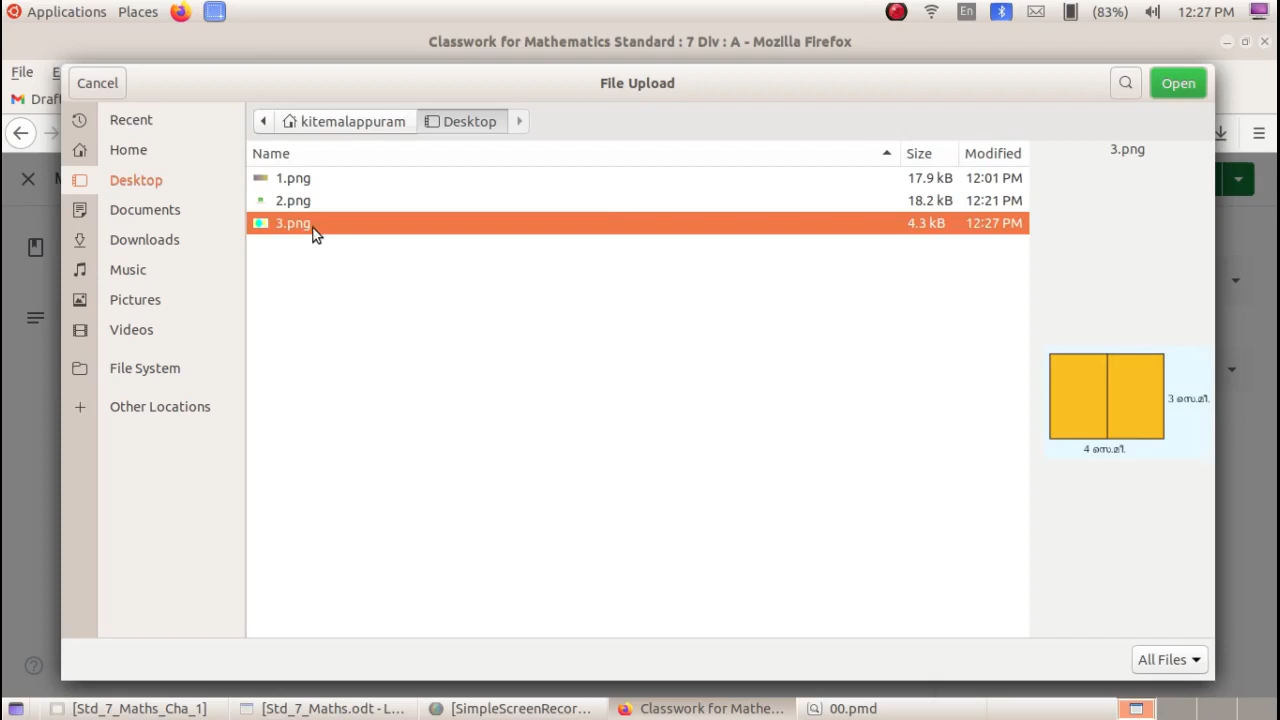 Applications Places En (83%) 12:27 PM
Classwork for Mathematics Standard : 7 Div : A - Mozilla Firefox
File
Cancel File Upload Open
Recent kitemalappuram Desktop
Home Name Size Modified 3.png
Desktop 1.png 17.9 kB 12:01 PM
Documents 2.png 18.2 kB 12:21 PM
Downloads 3.png 4.3 kB 12:27 PM
Music
Pictures
Videos
File System
Other Locations
3 സെ.മീ.
4 സെ.മീ.
All Files
[Std_7_Maths_Cha_1] [Std_7_Maths.odt - L... [SimpleScreenRecor... Classwork for Mathe... 00.pmd